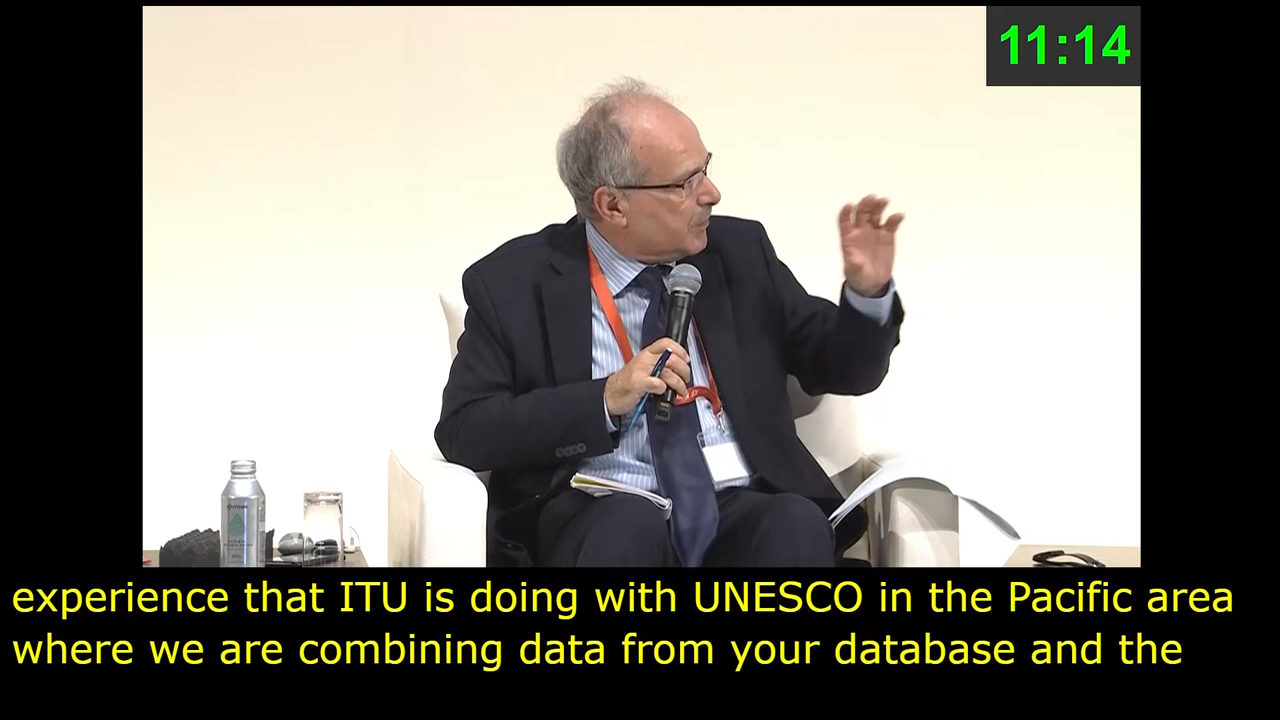 11:14
experience that ITU is doing with UNESCO in the Pacific area
where we are combining data from your database and the